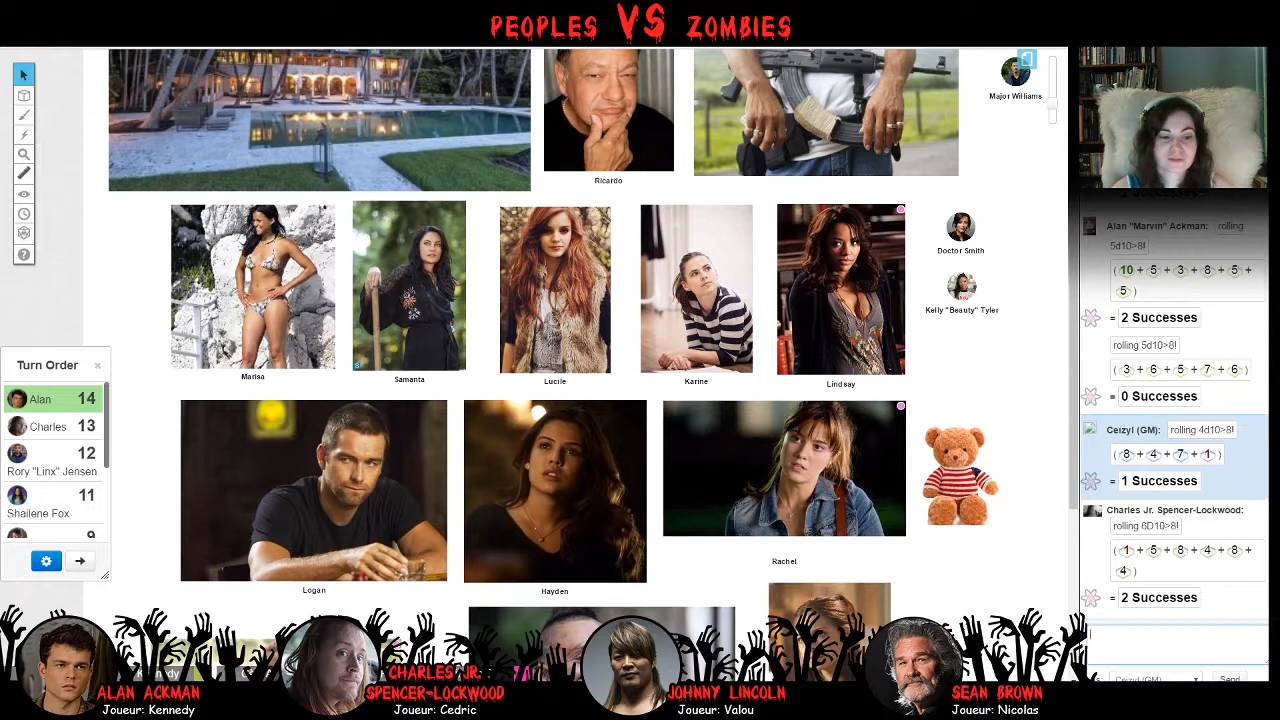 PEOPLES VS ZOMBIES
Major Williams
Ricardo
Doctor Smith
Kelly "Beauty" Tyler
Marisa
Samanta
Lucile
Karine
Lindsay
Logan
Hayden
Rachel
Turn Order ×
Alan 14
Charles 13
12
Rory "Linx" Jensen
11
Shailene Fox
9
Alan "Marvin" Ackman: rolling
5d10>8!
( 10 + 5 + 3 + 8 + 5 +
5 )
= 2 Successes
rolling 5d10>8!
( 3 + 6 + 5 + 7 + 6 )
= 0 Successes
Ceizyl (GM): rolling 4d10>8!
( 8 + 4 + 7 + 1 )
= 1 Successes
Charles Jr. Spencer-Lockwood:
rolling 6D10>8!
( 1 + 5 + 8 + 4 + 8 +
4 )
= 2 Successes
Ceizyl (GM)
Send
ALAN ACKMAN
Joueur: Kennedy
CHARLES JR.
SPENCER-LOCKWOOD
Joueur: Cedric
JOHNNY LINCOLN
Joueur: Valou
SEAN BROWN
Joueur: Nicolas